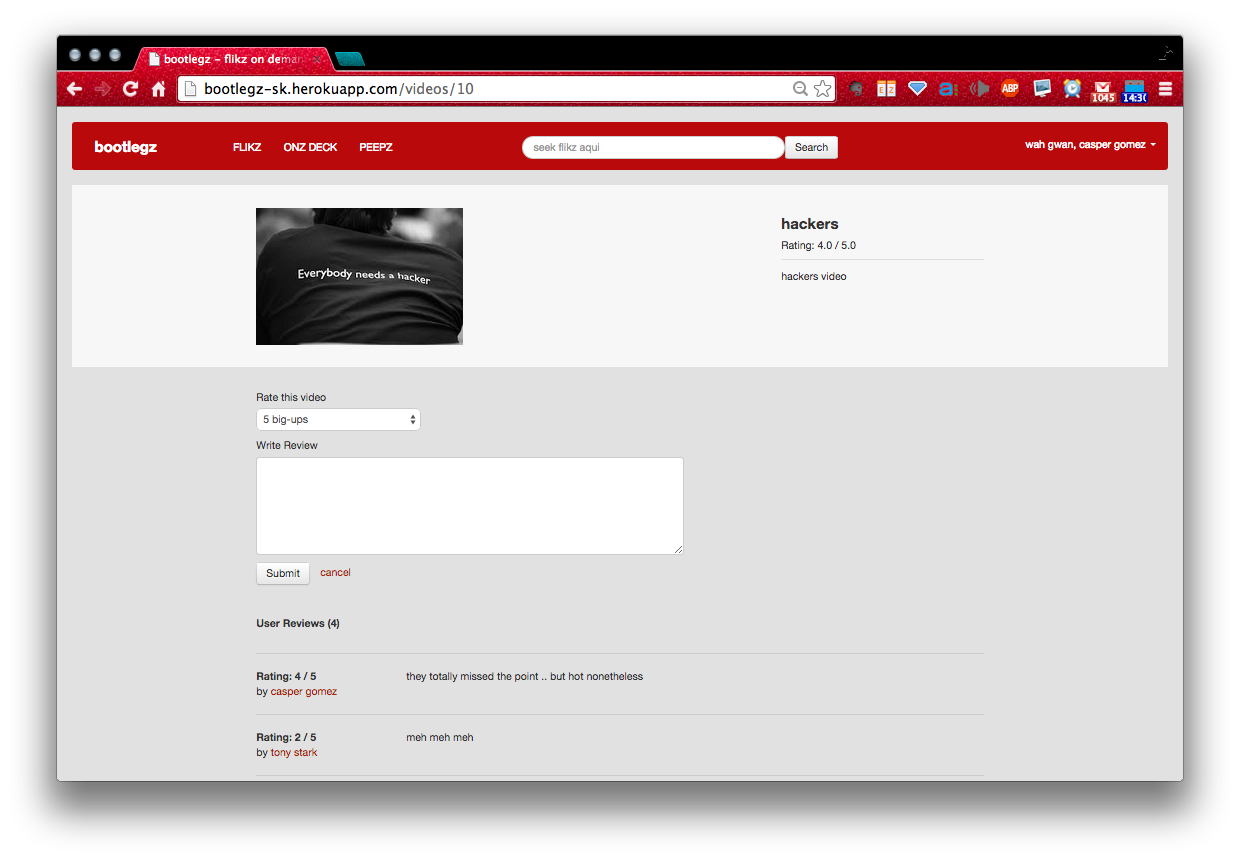 bootlegz – flikz on deman
bootlegz-sk.herokuapp.com/videos/10
ABP
1045
14:3(
bootlegz
FLIKZ
ONZ DECK
PEEPZ
seek flikz aqui
Search
wah gwan, casper gomez
Everybody needs a hacker
hackers
Rating: 4.0 / 5.0
hackers video
Rate this video
5 big-ups
Write Review
Submit
cancel
User Reviews (4)
Rating: 4 / 5
by casper gomez
they totally missed the point .. but hot nonetheless
Rating: 2 / 5
by tony stark
meh meh meh